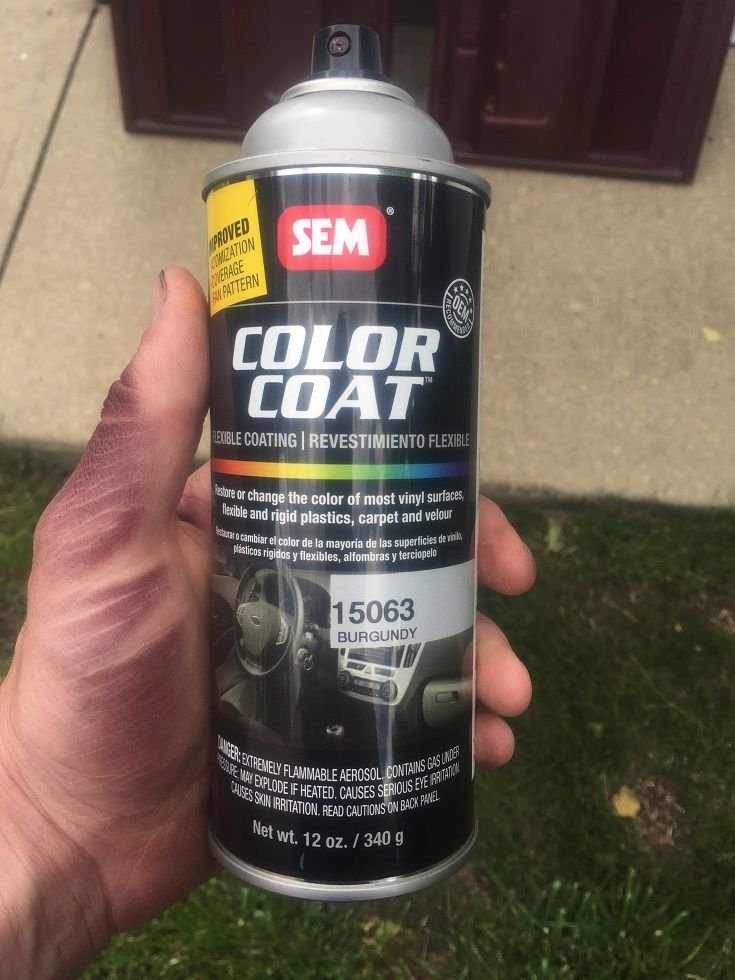 IMPROVED
ATOMIZATION
COVERAGE
FAN PATTERN
SEM®
OEM
RECOMMENDED
COLOR
COAT™
FLEXIBLE COATING | REVESTIMIENTO FLEXIBLE
Restore or change the color of most vinyl surfaces,
flexible and rigid plastics, carpet and velour
Restaurar o cambiar el color de la mayoría de las superficies de vinilo,
plásticos rígidos y flexibles, alfombras y terciopelo
15063
BURGUNDY
DANGER: EXTREMELY FLAMMABLE AEROSOL. CONTAINS GAS UNDER
PRESSURE; MAY EXPLODE IF HEATED. CAUSES SERIOUS EYE IRRITATION.
CAUSES SKIN IRRITATION. READ CAUTIONS ON BACK PANEL.
Net wt. 12 oz. / 340 g